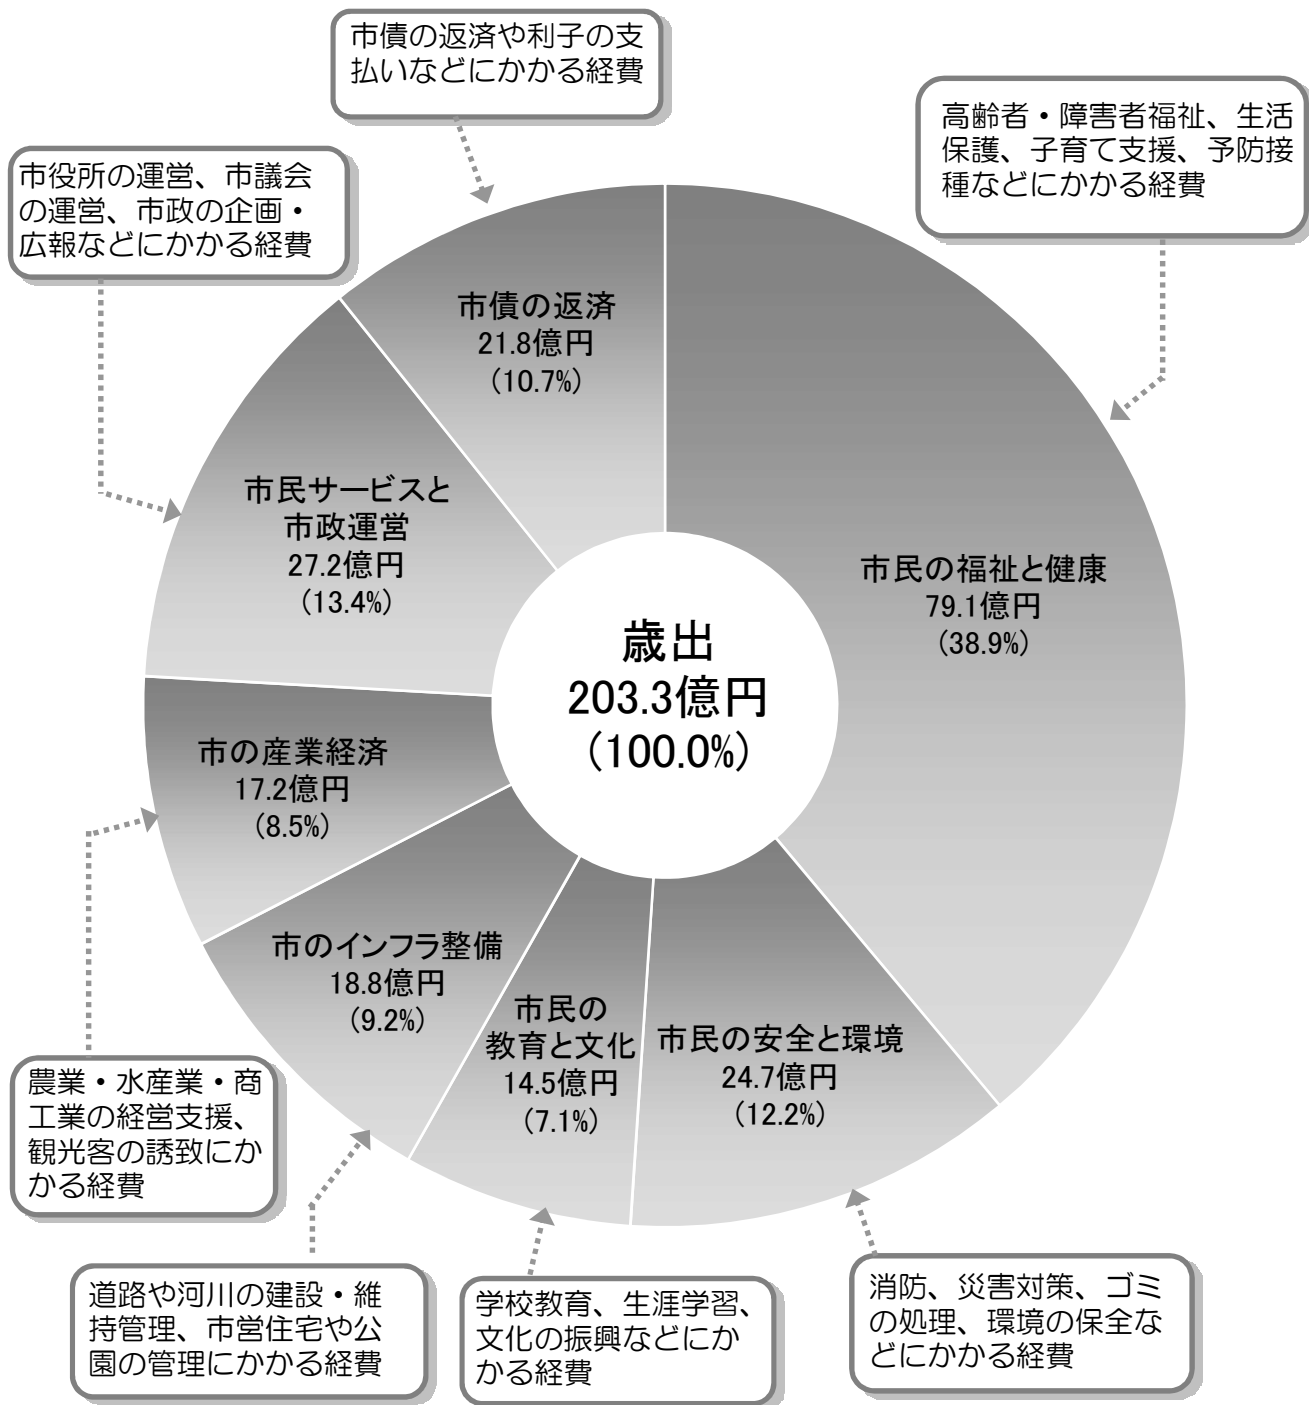 市債の返済や利子の支
払いなどにかかる経費
高齢者・障害者福祉、生活
保護、子育て支援、予防接
種などにかかる経費
市役所の運営、市議会
の運営、市政の企画・
広報などにかかる経費
市債の返済
21.8億円
(10.7%)
市民サービスと
市政運営
27.2億円
(13.4%)
市民の福祉と健康
79.1億円
(38.9%)
歳出
203.3億円
(100.0%)
市の産業経済
17.2億円
(8.5%)
市のインフラ整備
18.8億円
(9.2%)
市民の
教育と文化
14.5億円
(7.1%)
市民の安全と環境
24.7億円
(12.2%)
農業・水産業・商
工業の経営支援、
観光客の誘致にか
かる経費
道路や河川の建設・維
持管理、市営住宅や公
園の管理にかかる経費
学校教育、生涯学習、
文化の振興などにか
かる経費
消防、災害対策、ゴミ
の処理、環境の保全な
どにかかる経費